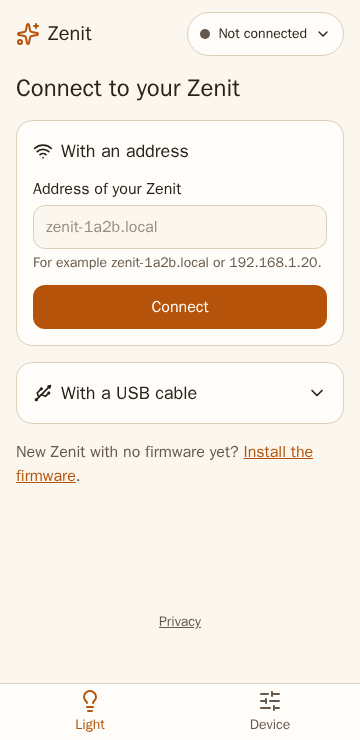 Zenit
Not connected
Connect to your Zenit
With an address
Address of your Zenit
zenit-1a2b.local
For example zenit-1a2b.local or 192.168.1.20.
Connect
With a USB cable
New Zenit with no firmware yet? Install the
firmware.
Privacy
Light
Device